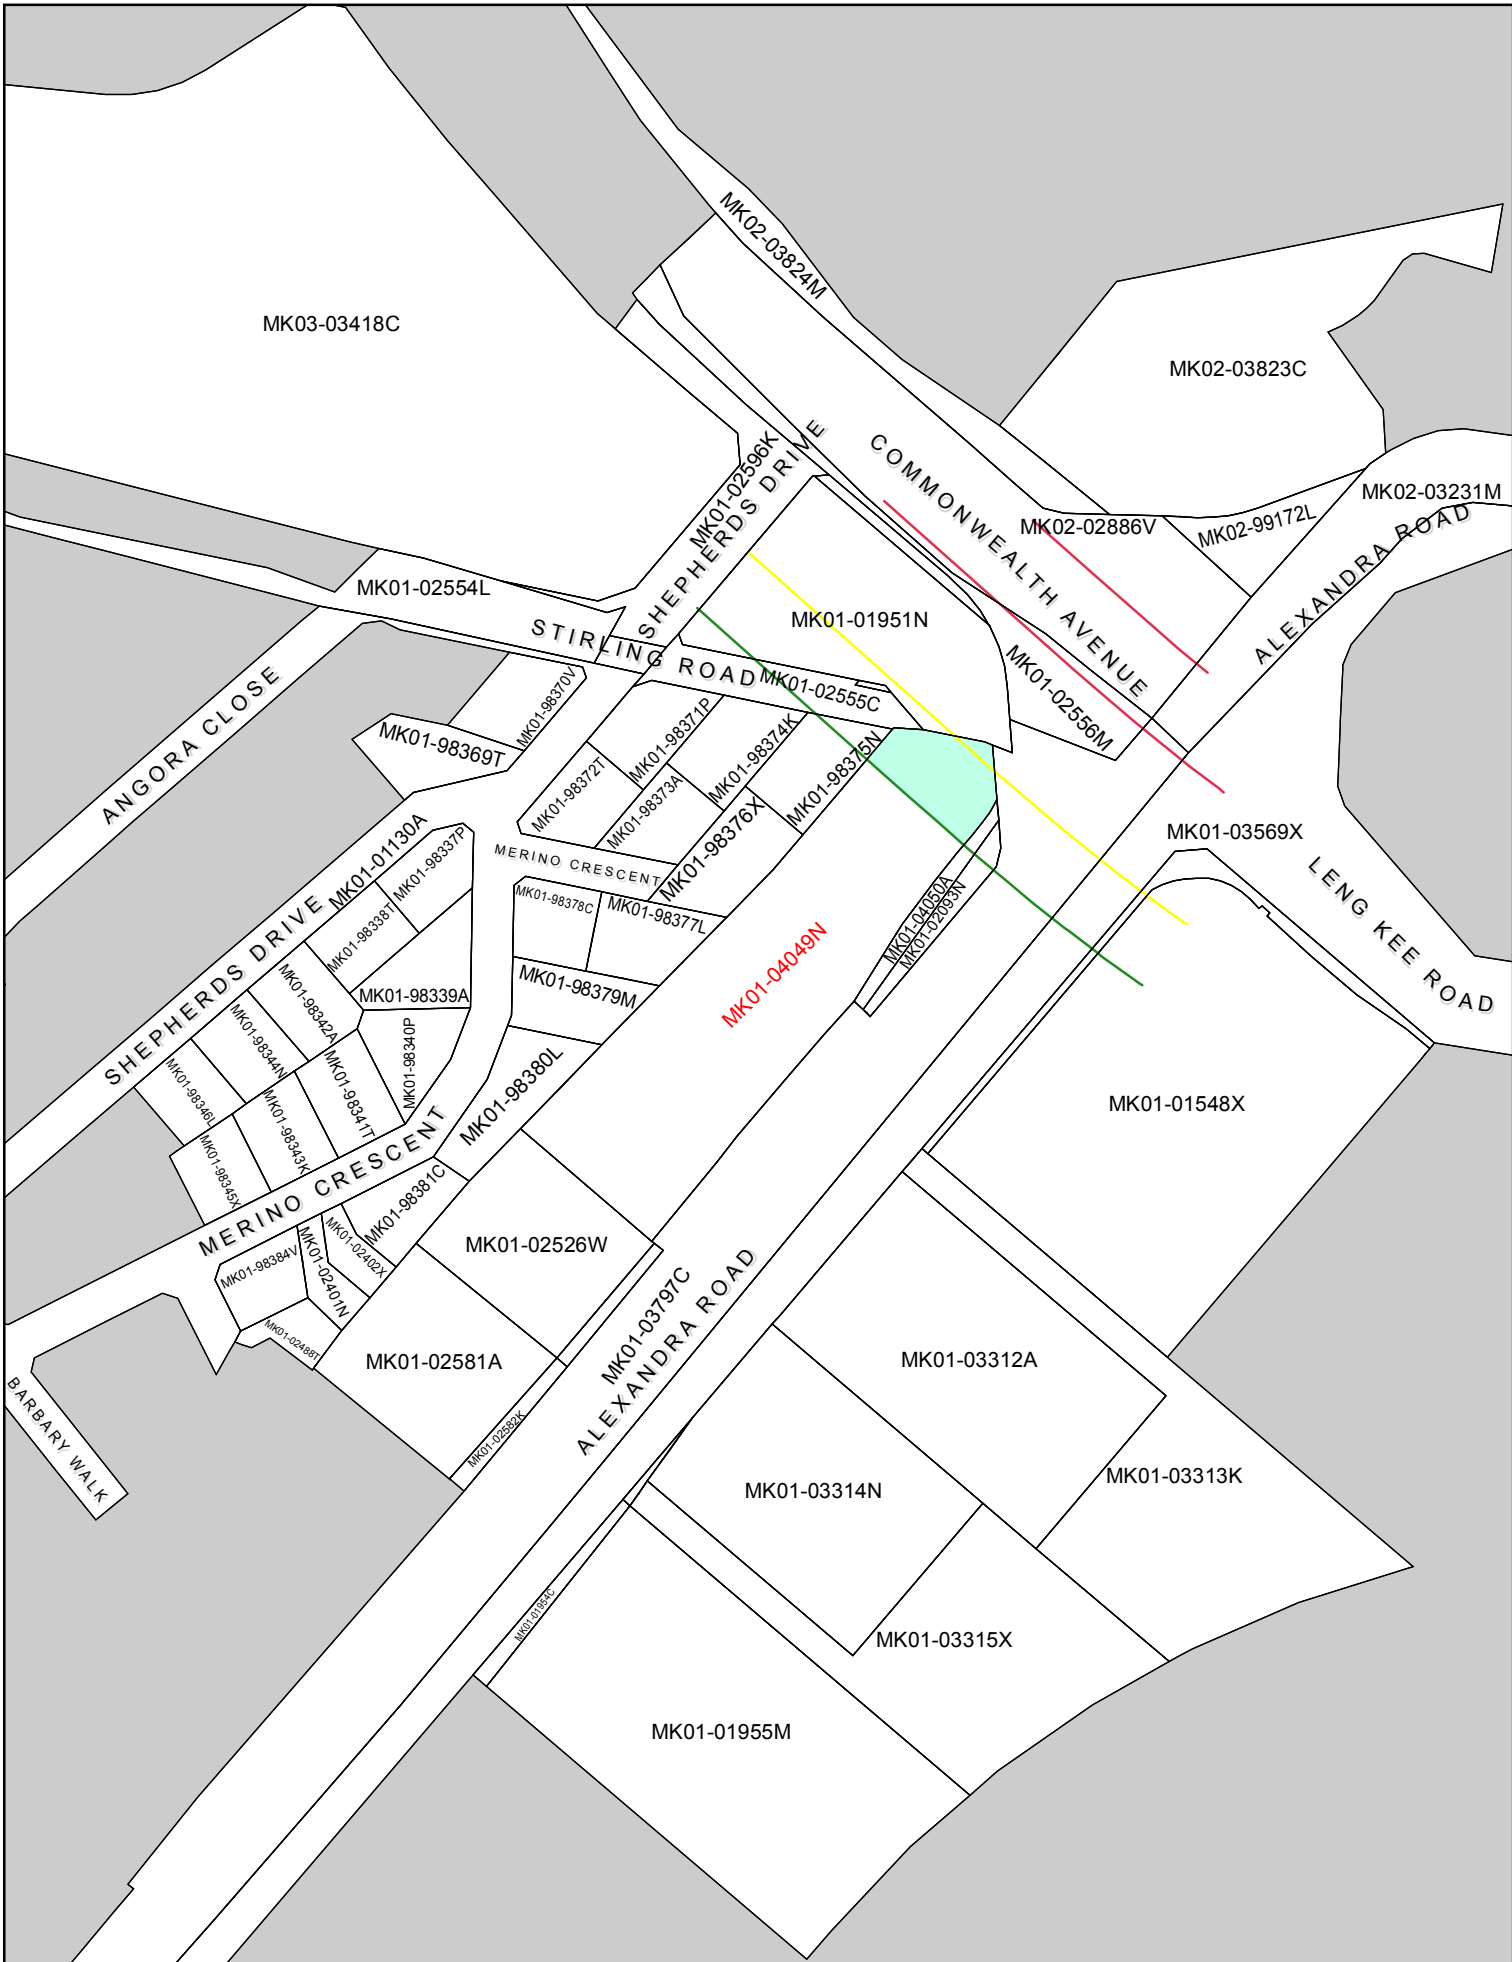 MK02-03824M
MK03-03418C
MK02-03823C
MK01-02596K
SHEPHERDS DRIVE
COMMONWEALTH AVENUE
MK02-02886V
MK02-99172L
MK02-03231M
ALEXANDRA ROAD
MK01-02554L
STIRLING ROAD
MK01-01951N
MK01-02555C
MK01-02556M
ANGORA CLOSE
MK01-98369T
MK01-98370V
MK01-98371P
MK01-98372T
MK01-98373A
MK01-98374K
MK01-98375N
MK01-98376X
MERINO CRESCENT
MK01-03569X
LENG KEE ROAD
MK01-01130A
SHEPHERDS DRIVE
MK01-98337P
MK01-98338T
MK01-98339A
MK01-98378C
MK01-98377L
MK01-98379M
MK01-04049N
MK01-04050A
MK01-02093N
MK01-98342A
MK01-98344N
MK01-98346L
MK01-98340P
MK01-98341T
MK01-98343K
MK01-98345X
MK01-98380L
MK01-98381C
MERINO CRESCENT
MK01-01548X
MK01-98384V
MK01-02401N
MK01-02402X
MK01-02488T
MK01-02526W
MK01-02581A
MK01-03797C
ALEXANDRA ROAD
MK01-03312A
BARBARY WALK
MK01-02582K
MK01-03314N
MK01-03313K
MK01-01954C
MK01-03315X
MK01-01955M